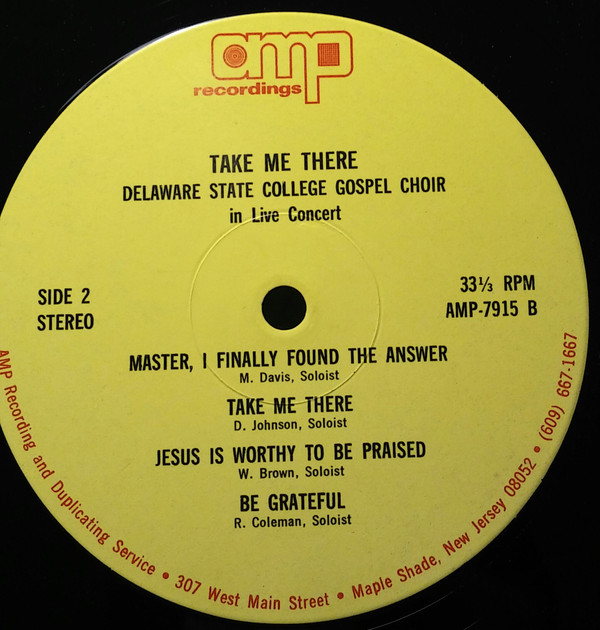 amp
recordings
TAKE ME THERE
DELAWARE STATE COLLEGE GOSPEL CHOIR
in Live Concert
SIDE 2
STEREO
33⅓ RPM
AMP-7915 B
MASTER, I FINALLY FOUND THE ANSWER
M. Davis, Soloist
TAKE ME THERE
D. Johnson, Soloist
JESUS IS WORTHY TO BE PRAISED
W. Brown, Soloist
BE GRATEFUL
R. Coleman, Soloist
AMP Recording and Duplicating Service • 307 West Main Street • Maple Shade, New Jersey 08052 • (609) 667-1667